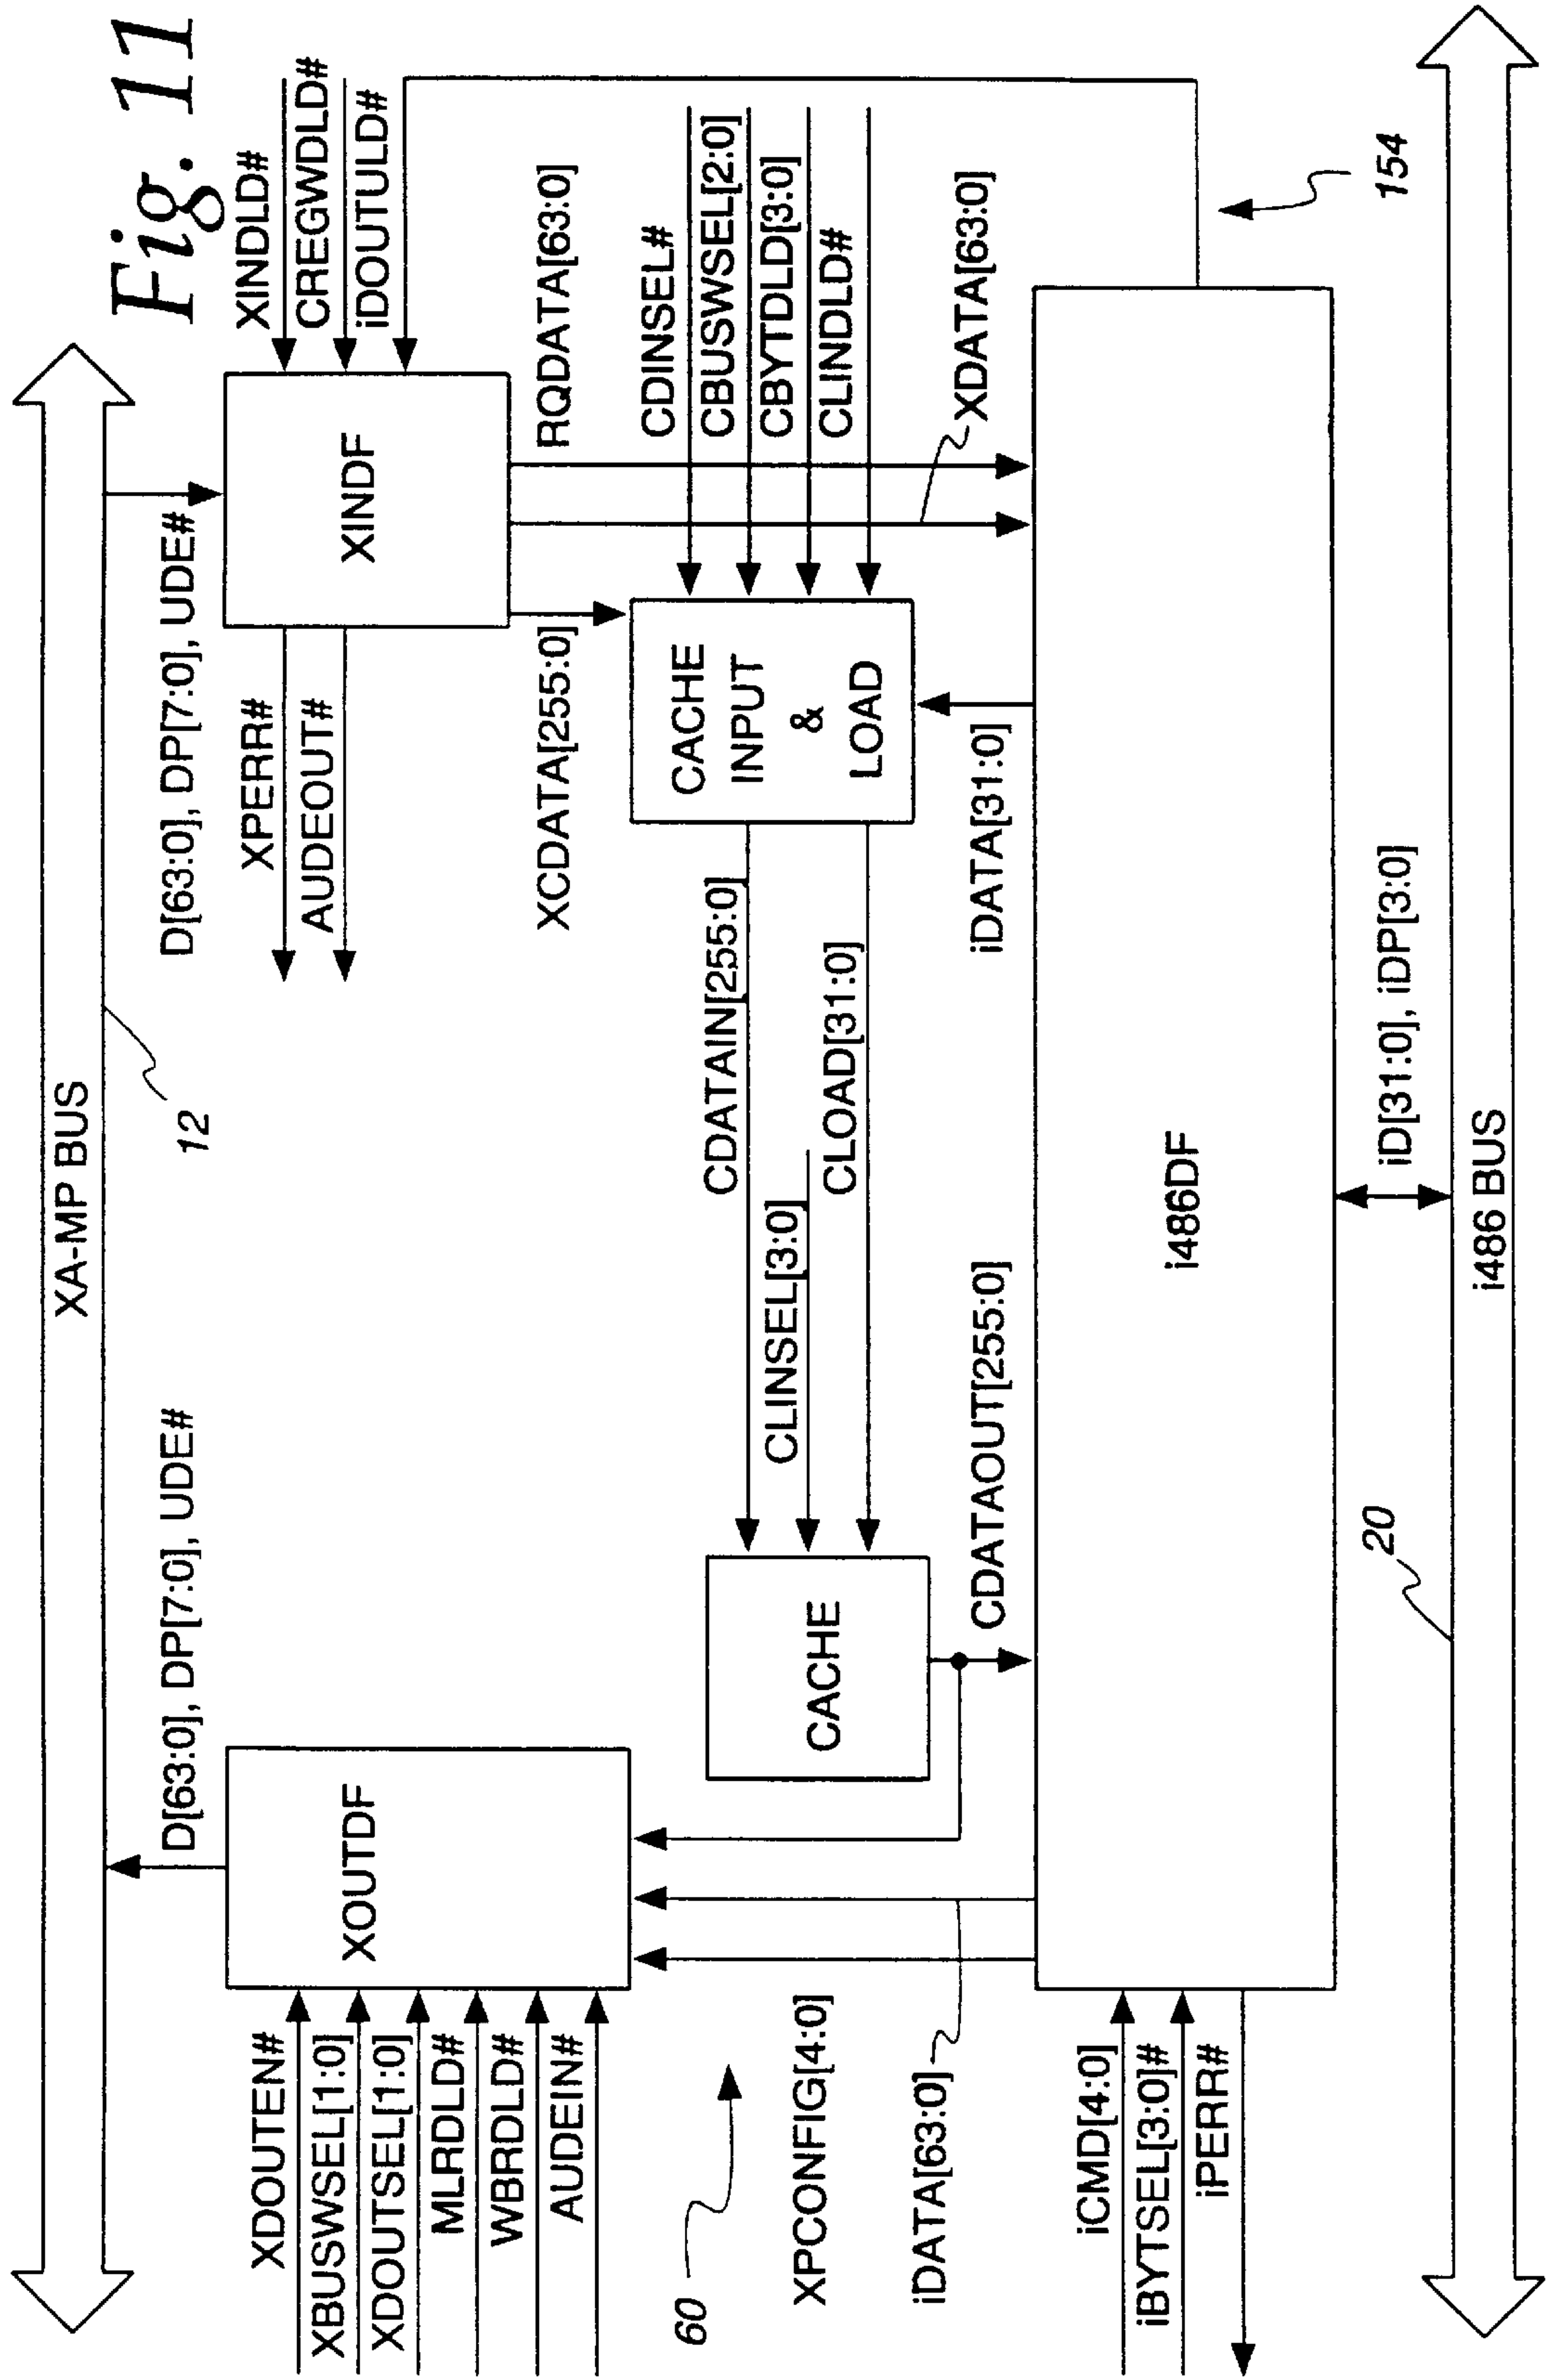 Fig. 11
XA-MP BUS
12
D[63:0], DP[7:0], UDE#
D[63:0], DP[7:0], UDE#
XDOUTEN#
XBUSWSEL[1:0]
XDOUTSEL[1:0]
MLRDLD#
WBRDLD#
AUDEIN#
XOUTDF
XPERR#
AUDEOUT#
XINDF
XINDLD#
CREGWDLD#
iDOUTULD#
XCDATA[255:0]
RQDATA[63:0]
60
CACHE
CDATAIN[255:0]
CLINSEL[3:0]
CLOAD[31:0]
CACHE
INPUT
&
LOAD
CDINSEL#
CBUSWSEL[2:0]
CBYTDLD[3:0]
CLINDLD#
XPCONFIG[4:0]
iDATA[63:0]
CDATAOUT[255:0]
iDATA[31:0]
XDATA[63:0]
iCMD[4:0]
iBYTSEL[3:0]#
iPERR#
i486DF
154
20
iD[31:0], iDP[3:0]
i486 BUS